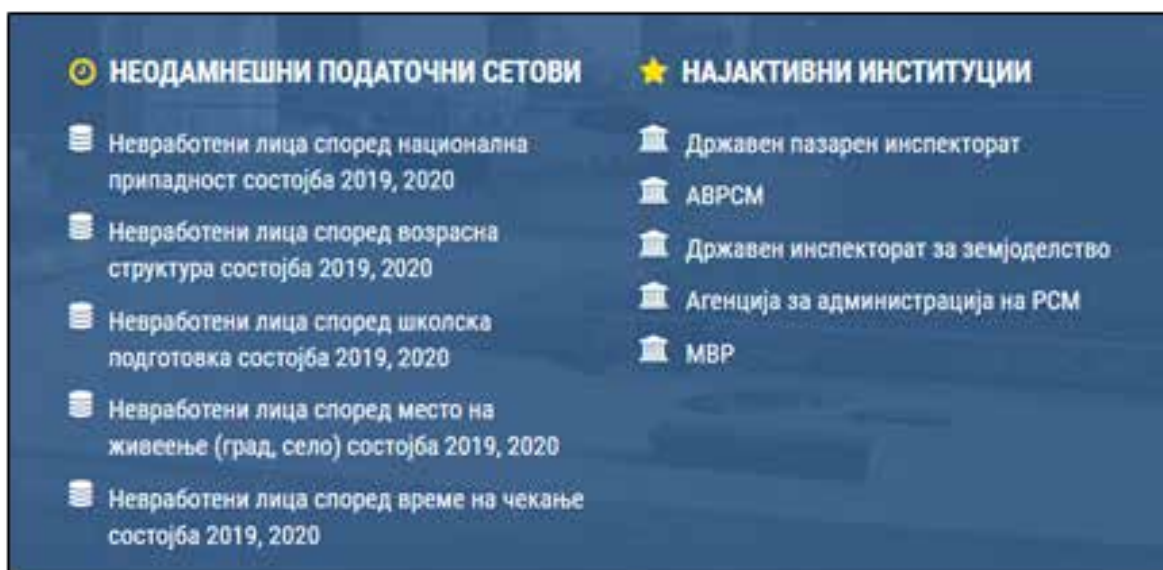 НЕОДАМНЕШНИ ПОДАТОЧНИ СЕТОВИ
Невработени лица според национална
припадност состојба 2019, 2020
Невработени лица според возрасна
структура состојба 2019, 2020
Невработени лица според школска
подготовка состојба 2019, 2020
Невработени лица според место на
живеење (град, село) состојба 2019, 2020
Невработени лица според време на чекање
состојба 2019, 2020
НАЈАКТИВНИ ИНСТИТУЦИИ
Државен пазарен инспекторат
АВРСМ
Државен инспекторат за земјоделство
Агенција за администрација на РСМ
МВР